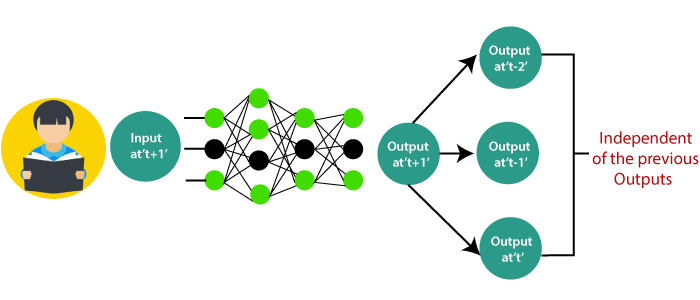 Input
at't+1'
Output
at't+1'
Output
at't-2'
Output
at't-1'
Output
at't'
Independent
of the previous
Outputs